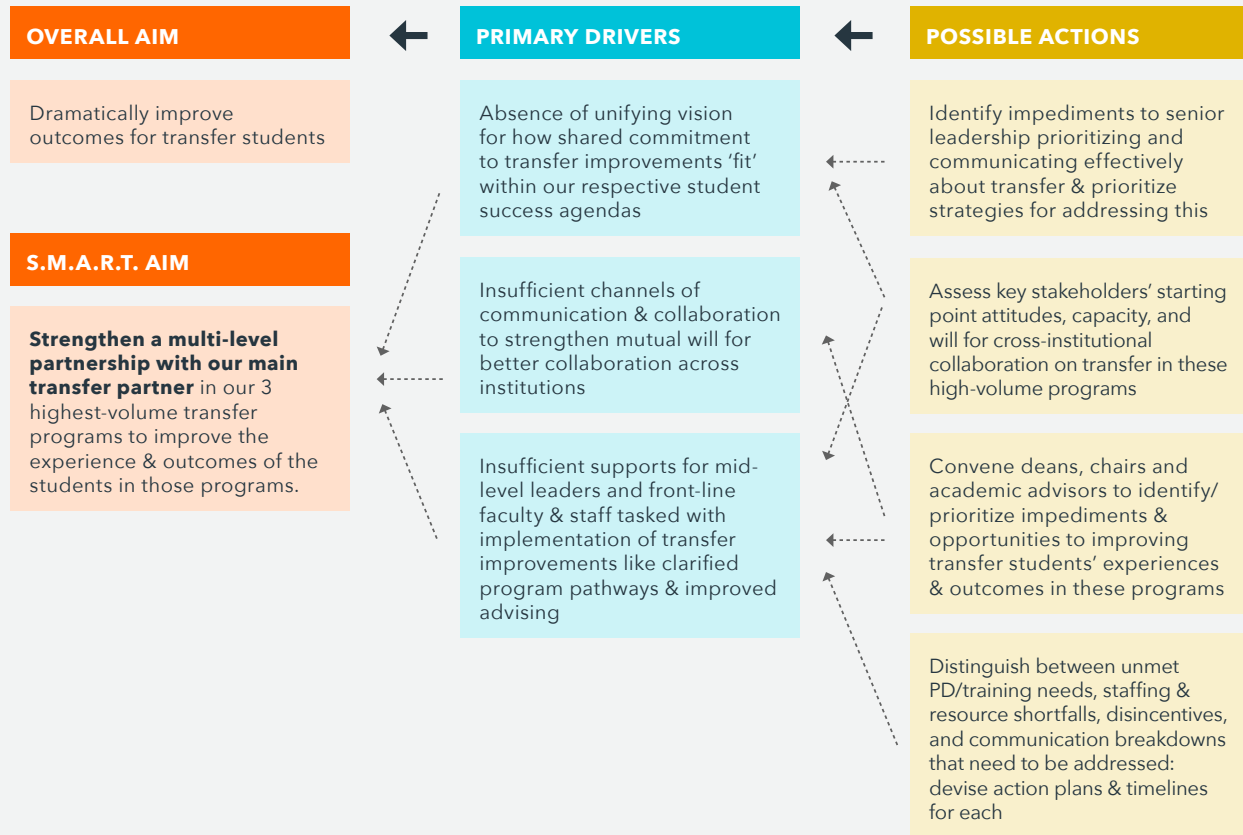 OVERALL AIM
Dramatically improve
outcomes for transfer students
S.M.A.R.T. AIM
Strengthen a multi-level
partnership with our main
transfer partner in our 3
highest-volume transfer
programs to improve the
experience & outcomes of the
students in those programs.
PRIMARY DRIVERS
Absence of unifying vision
for how shared commitment
to transfer improvements ‘fit’
within our respective student
success agendas
Insufficient channels of
communication & collaboration
to strengthen mutual will for
better collaboration across
institutions
Insufficient supports for mid-
level leaders and front-line
faculty & staff tasked with
implementation of transfer
improvements like clarified
program pathways & improved
advising
POSSIBLE ACTIONS
Identify impediments to senior
leadership prioritizing and
communicating effectively
about transfer & prioritize
strategies for addressing this
Assess key stakeholders’ starting
point attitudes, capacity, and
will for cross-institutional
collaboration on transfer in these
high-volume programs
Convene deans, chairs and
academic advisors to identify/
prioritize impediments &
opportunities to improving
transfer students’ experiences
& outcomes in these programs
Distinguish between unmet
PD/training needs, staffing &
resource shortfalls, disincentives,
and communication breakdowns
that need to be addressed:
devise action plans & timelines
for each